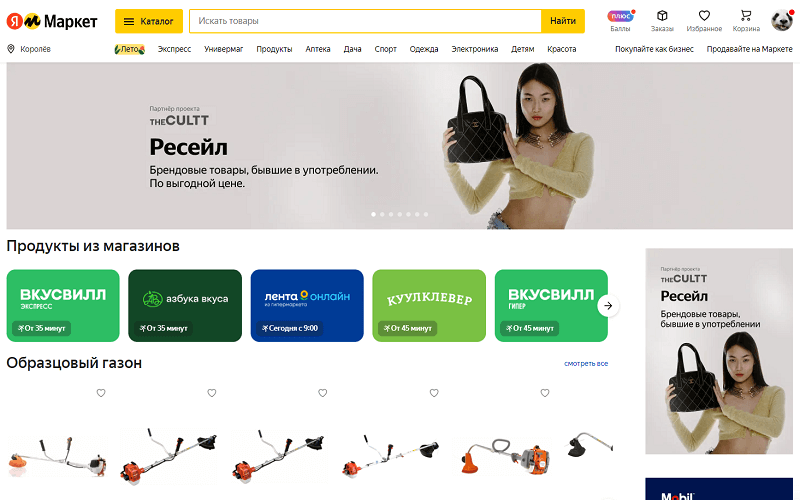 Я М Маркет
Каталог
Искать товары
Найти
плюс
Баллы
Заказы
Избранное
Корзина
Королёв
Лето
Экспресс
Универмаг
Продукты
Аптека
Дача
Спорт
Одежда
Электроника
Детям
Красота
Покупайте как бизнес
Продавайте на Маркете
Партнёр проекта
THECULTT
Ресейл
Брендовые товары, бывшие в употреблении.
По выгодной цене.
Продукты из магазинов
ВКУСВИЛЛ
ЭКСПРЕСС
От 35 минут
азбука вкуса
От 35 минут
лента онлайн
из гипермаркета
Сегодня с 9:00
КУУЛКЛЕВЕР
От 45 минут
ВКУСВИЛЛ
ГИПЕР
От 45 минут
Партнёр проекта
THECULTT
Ресейл
Брендовые товары,
бывшие в употреблении
Образцовый газон
смотреть все
Mobil